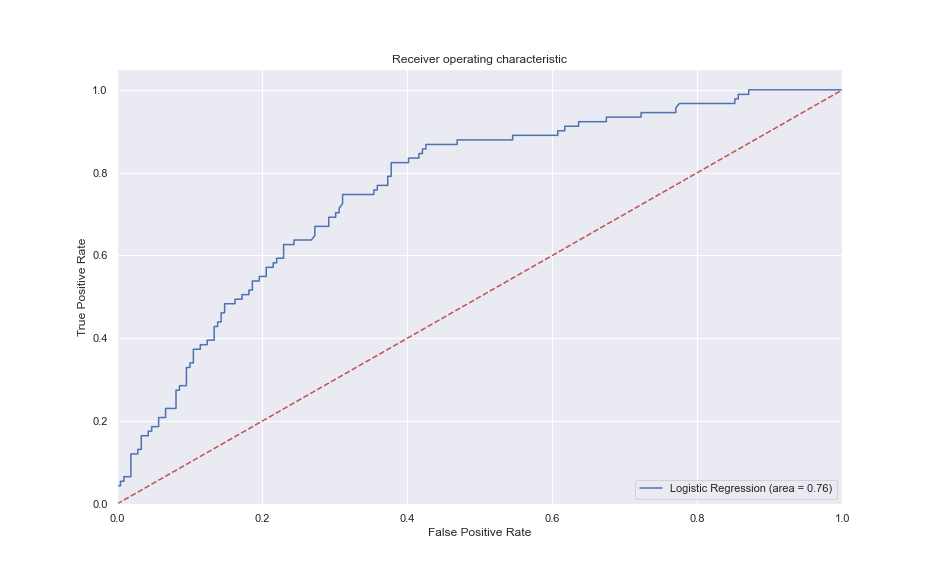 Receiver operating characteristic
True Positive Rate
1.0
0.8
0.6
0.4
0.2
0.0
0.0 0.2 0.4 0.6 0.8 1.0
False Positive Rate
Logistic Regression (area = 0.76)